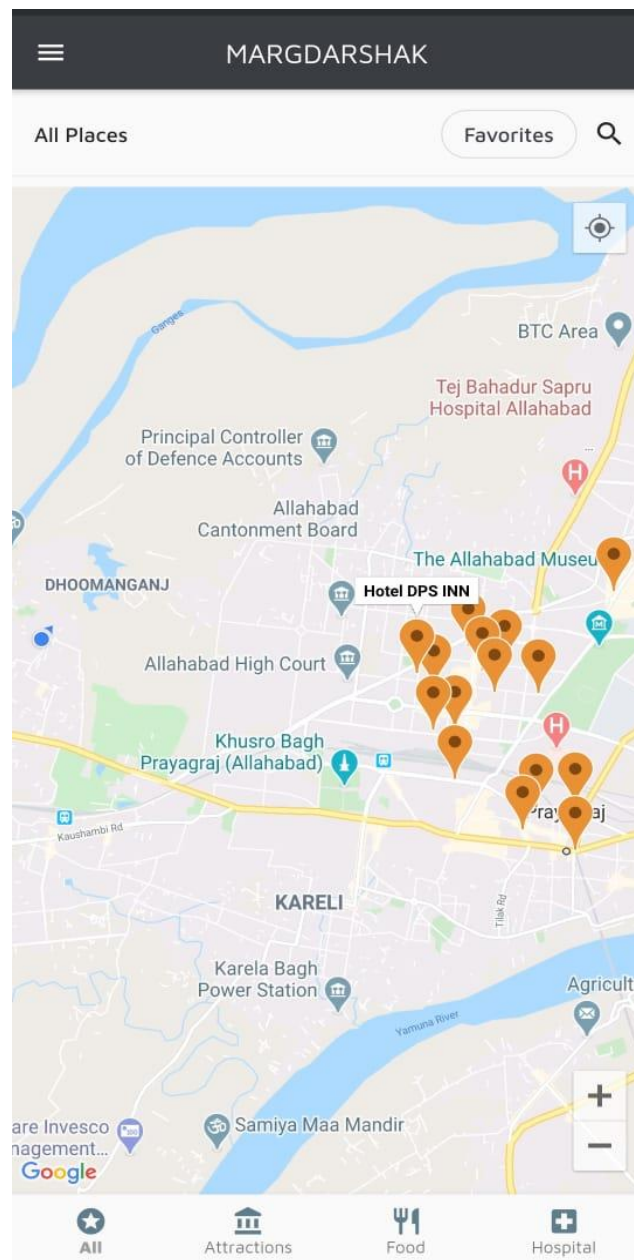 MARGDARSHAK
All Places
Favorites
Ganges
BTC Area
Tej Bahadur Sapru
Hospital Allahabad
...
H
Principal Controller
of Defence Accounts
Allahabad
Cantonment Board
The Allahabad Museu
DHOOMANGANJ
Hotel DPS INN
Allahabad High Court
H
Khusro Bagh
Prayagraj (Allahabad)
Kaushambi Rd
Pray aj
KARELI
Tilak Rd
Karela Bagh
Power Station
Agricult
Yamuna River
+
Samiya Maa Mandir
are Invesco
nagement...
−
Google
All
Attractions
Food
Hospital